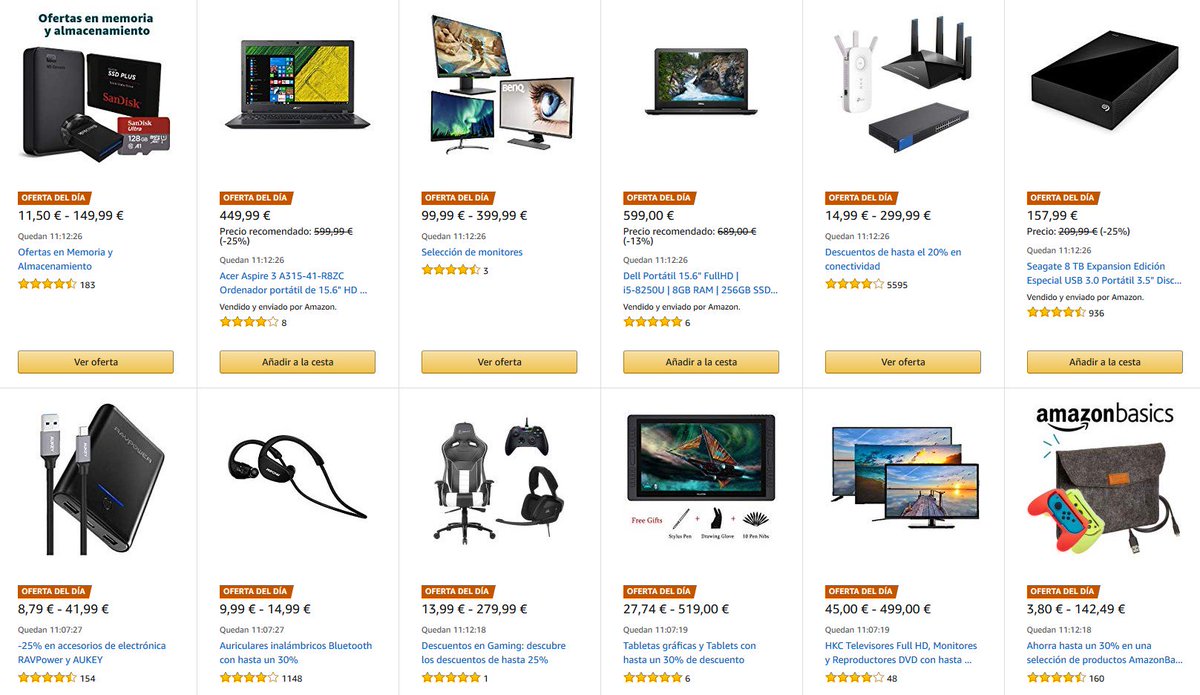 Ofertas en memoria
y almacenamiento
SSD PLUS
SanDisk
SanDisk
Ultra
128 GB
A1
OFERTA DEL DÍA
11,50 € - 149,99 €
Quedan 11:12:26
Ofertas en Memoria y
Almacenamiento
183
Ver oferta
OFERTA DEL DÍA
449,99 €
Precio recomendado: 599,99 €
(-25%)
Quedan 11:12:26
Acer Aspire 3 A315-41-R8ZC
Ordenador portátil de 15.6" HD ...
Vendido y enviado por Amazon.
8
Añadir a la cesta
BenQ
OFERTA DEL DÍA
99,99 € - 399,99 €
Quedan 11:12:26
Selección de monitores
3
Ver oferta
OFERTA DEL DÍA
599,00 €
Precio recomendado: 689,00 €
(-13%)
Quedan 11:12:26
Dell Portátil 15.6" FullHD |
i5-8250U | 8GB RAM | 256GB SSD...
Vendido y enviado por Amazon.
6
Añadir a la cesta
OFERTA DEL DÍA
14,99 € - 299,99 €
Quedan 11:12:26
Descuentos de hasta el 20% en
conectividad
5595
Ver oferta
OFERTA DEL DÍA
157,99 €
Precio: 209,99 € (-25%)
Quedan 11:12:26
Seagate 8 TB Expansion Edición
Especial USB 3.0 Portátil 3.5" Disc...
Vendido y enviado por Amazon.
936
Añadir a la cesta
AUKEY
AUKEY
RAVPOWER
OFERTA DEL DÍA
8,79 € - 41,99 €
Quedan 11:07:27
-25% en accesorios de electrónica
RAVPower y AUKEY
154
OFERTA DEL DÍA
9,99 € - 14,99 €
Quedan 11:07:27
Auriculares inalámbricos Bluetooth
con hasta un 30%
1148
OFERTA DEL DÍA
13,99 € - 279,99 €
Quedan 11:12:18
Descuentos en Gaming: descubre
los descuentos de hasta 25%
1
Free Gifts
+
+
Stylus Pen
Drawing Glove
10 Pen Nibs
OFERTA DEL DÍA
27,74 € - 519,00 €
Quedan 11:07:19
Tabletas gráficas y Tablets con
hasta un 30% de descuento
6
OFERTA DEL DÍA
45,00 € - 499,00 €
Quedan 11:07:19
HKC Televisores Full HD, Monitores
y Reproductores DVD con hasta ...
48
amazonbasics
OFERTA DEL DÍA
3,80 € - 142,49 €
Quedan 11:12:18
Ahorra hasta un 30% en una
selección de productos AmazonBa...
160